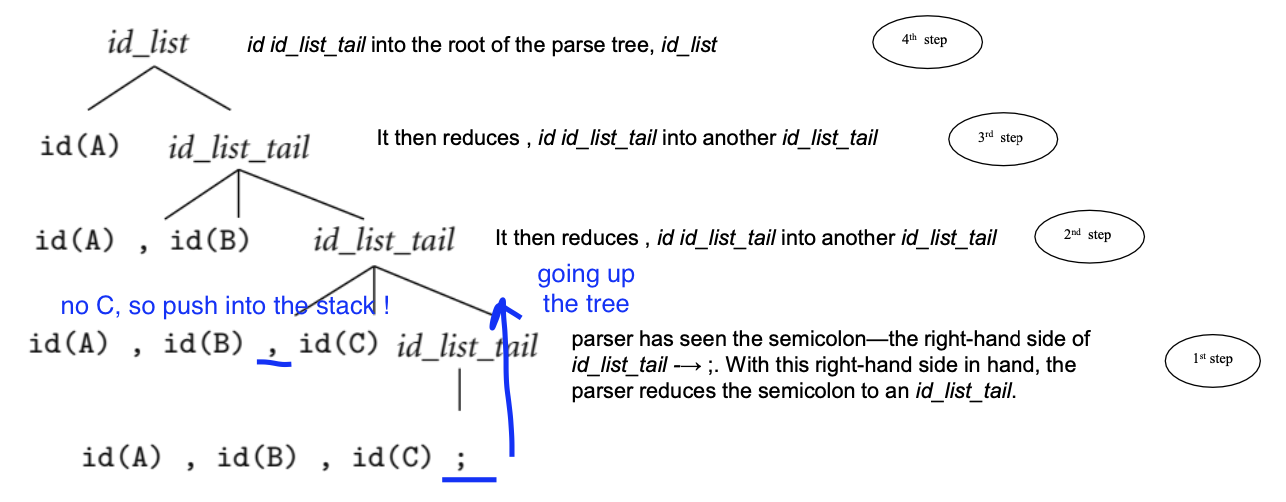 id_list
id id_list_tail into the root of the parse tree, id_list
4th step
id(A) id_list_tail
It then reduces , id id_list_tail into another id_list_tail
3rd step
id(A) , id(B) id_list_tail
It then reduces , id id_list_tail into another id_list_tail
2nd step
going up
the tree
no C, so push into the stack !
id(A) , id(B) , id(C) id_list_tail
parser has seen the semicolon—the right-hand side of
id_list_tail --→ ;. With this right-hand side in hand, the
parser reduces the semicolon to an id_list_tail.
1st step
id(A) , id(B) , id(C) ;